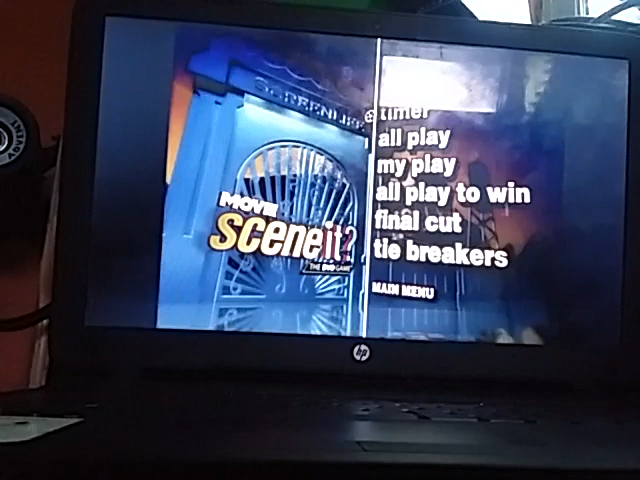 SCREENLIFE
timer
all play
my play
all play to win
final cut
tie breakers
MAIN MENU
MOVIE
scene it?
THE DVD GAME
hp